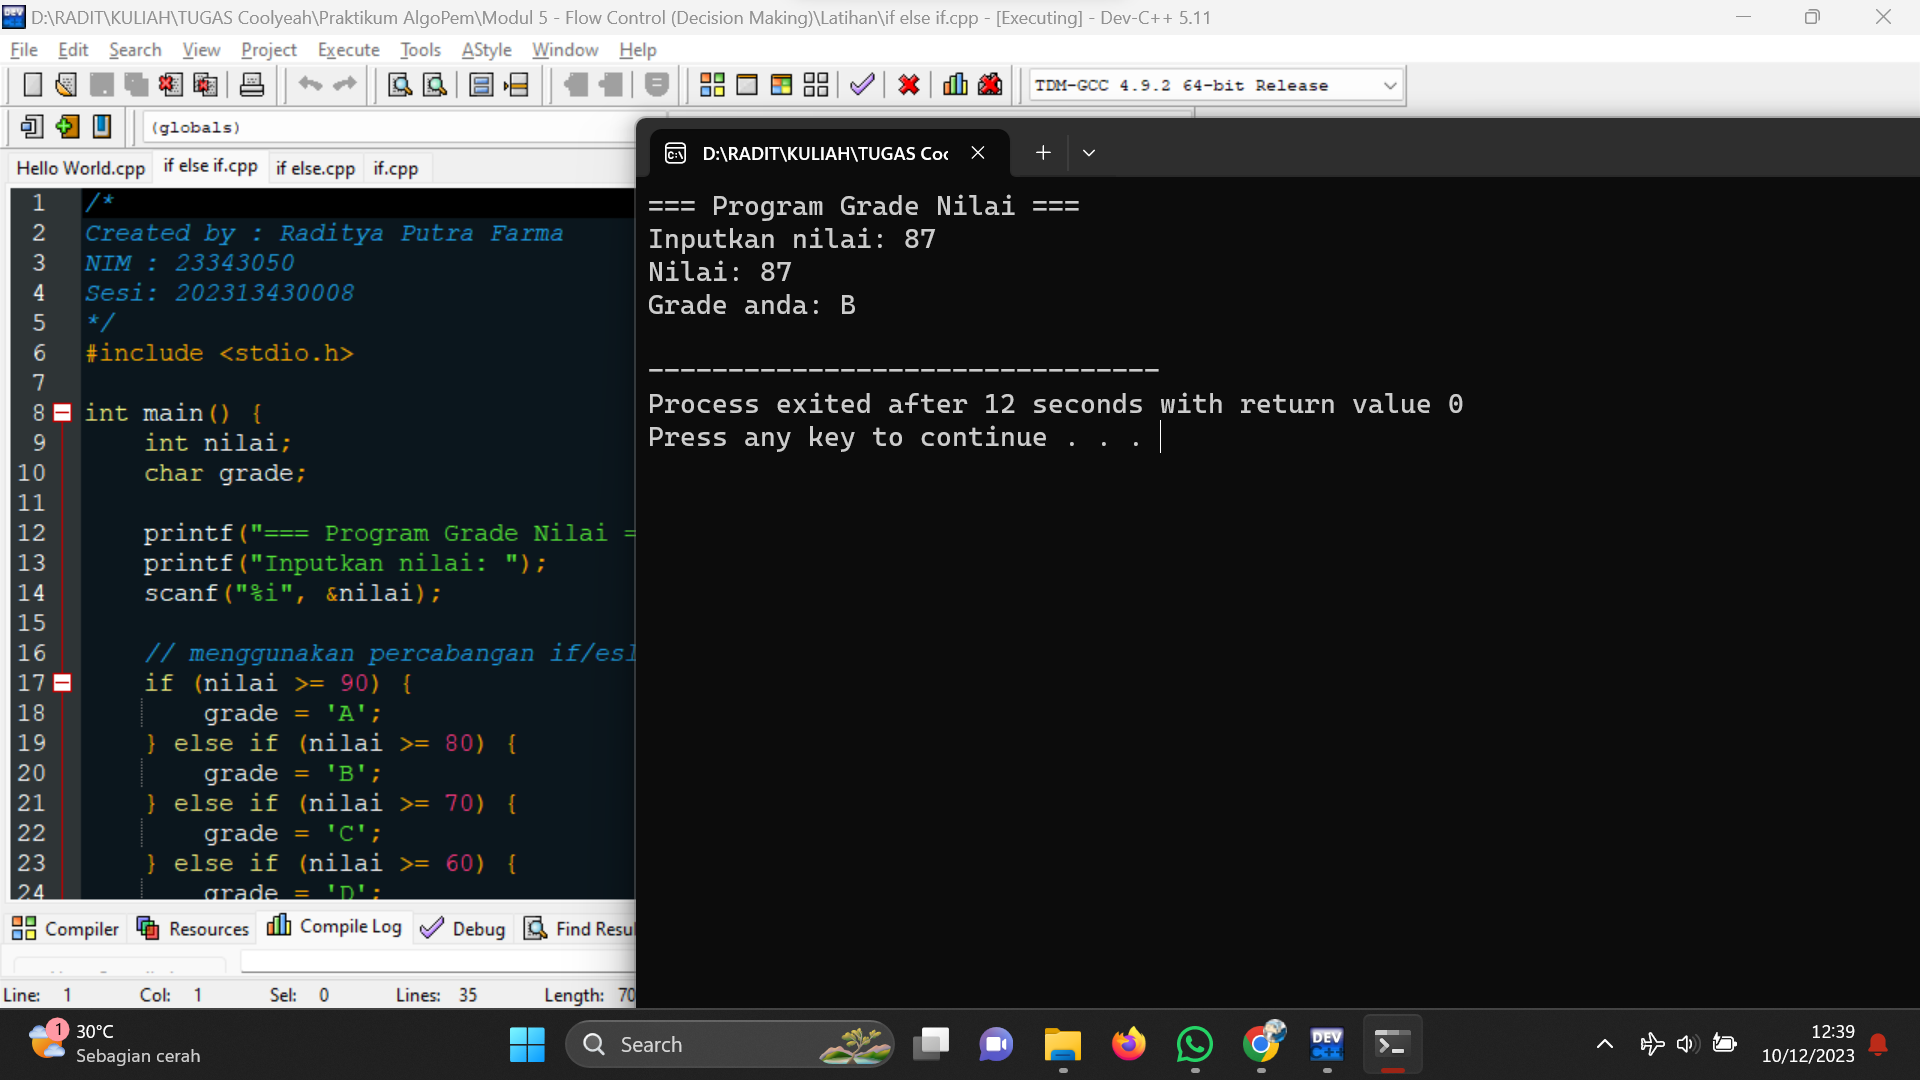 D:\RADIT\KULIAH\TUGAS Coolyeah\Praktikum AlgoPem\Modul 5 - Flow Control (Decision Making)\Latihan\if else if.cpp - [Executing] - Dev-C++ 5.11
File Edit Search View Project Execute Tools AStyle Window Help
TDM-GCC 4.9.2 64-bit Release
(globals)
Hello World.cpp if else if.cpp if else.cpp if.cpp
1 /*
2 Created by : Raditya Putra Farma
3 NIM : 23343050
4 Sesi: 202313430008
5 */
6 #include <stdio.h>
7
8 int main() {
9 int nilai;
10 char grade;
11
12 printf("=== Program Grade Nilai =
13 printf("Inputkan nilai: ");
14 scanf("%i", &nilai);
15
16 // menggunakan percabangan if/esl
17 if (nilai >= 90) {
18 grade = 'A';
19 } else if (nilai >= 80) {
20 grade = 'B';
21 } else if (nilai >= 70) {
22 grade = 'C';
23 } else if (nilai >= 60) {
24 grade = 'D';
D:\RADIT\KULIAH\TUGAS Coo
=== Program Grade Nilai ===
Inputkan nilai: 87
Nilai: 87
Grade anda: B
--------------------------------
Process exited after 12 seconds with return value 0
Press any key to continue . . .
Compiler Resources Compile Log Debug Find Resul
Line: 1 Col: 1 Sel: 0 Lines: 35 Length: 70
1
30°C
Sebagian cerah
Search
DEV C++
12:39
10/12/2023